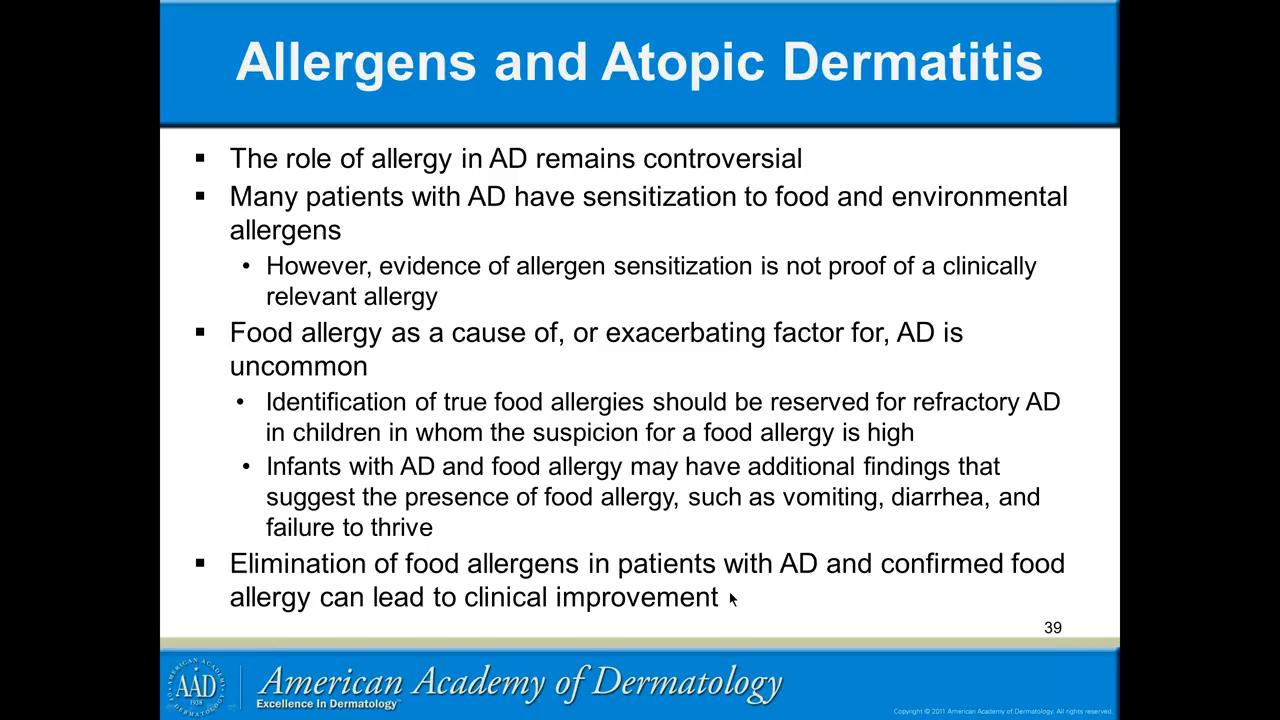 Allergens and Atopic Dermatitis
▪ The role of allergy in AD remains controversial
▪ Many patients with AD have sensitization to food and environmental
allergens
• However, evidence of allergen sensitization is not proof of a clinically
relevant allergy
▪ Food allergy as a cause of, or exacerbating factor for, AD is
uncommon
• Identification of true food allergies should be reserved for refractory AD
in children in whom the suspicion for a food allergy is high
• Infants with AD and food allergy may have additional findings that
suggest the presence of food allergy, such as vomiting, diarrhea, and
failure to thrive
▪ Elimination of food allergens in patients with AD and confirmed food
allergy can lead to clinical improvement
39
AMERICAN ACADEMY OF DERMATOLOGY
AAD
1938
American Academy of Dermatology
Excellence In Dermatology™
Copyright © 2011 American Academy of Dermatology. All rights reserved.